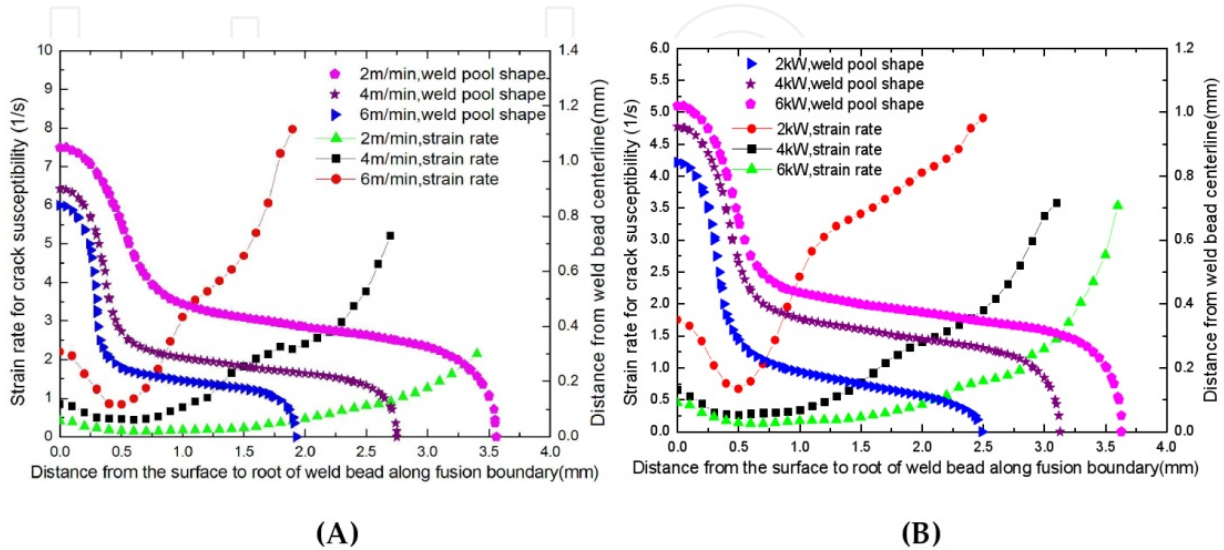 10
9
8
7
6
5
4
3
2
1
0
Strain rate for crack susceptibility (1/s)
2m/min,weld pool shape
4m/min,weld pool shape
6m/min,weld pool shape
2m/min,strain rate
4m/min,strain rate
6m/min,strain rate
1.4
1.2
1.0
0.8
0.6
0.4
0.2
0.0
Distance from weld bead centerline(mm)
0.0 0.5 1.0 1.5 2.0 2.5 3.0 3.5 4.0
Distance from the surface to root of weld bead along fusion boundary(mm)
(A)
6.0
5.5
5.0
4.5
4.0
3.5
3.0
2.5
2.0
1.5
1.0
0.5
0.0
Strain rate for crack susceptibility (1/s)
2kW,weld pool shape
4kW,weld pool shape
6kW,weld pool shape
2kW,strain rate
4kW,strain rate
6kW,strain rate
1.2
1.0
0.8
0.6
0.4
0.2
0.0
Distance from weld bead centerline(mm)
0.0 0.5 1.0 1.5 2.0 2.5 3.0 3.5 4.0
Distance from the surface to root of weld bead along fusion boundary(mm)
(B)